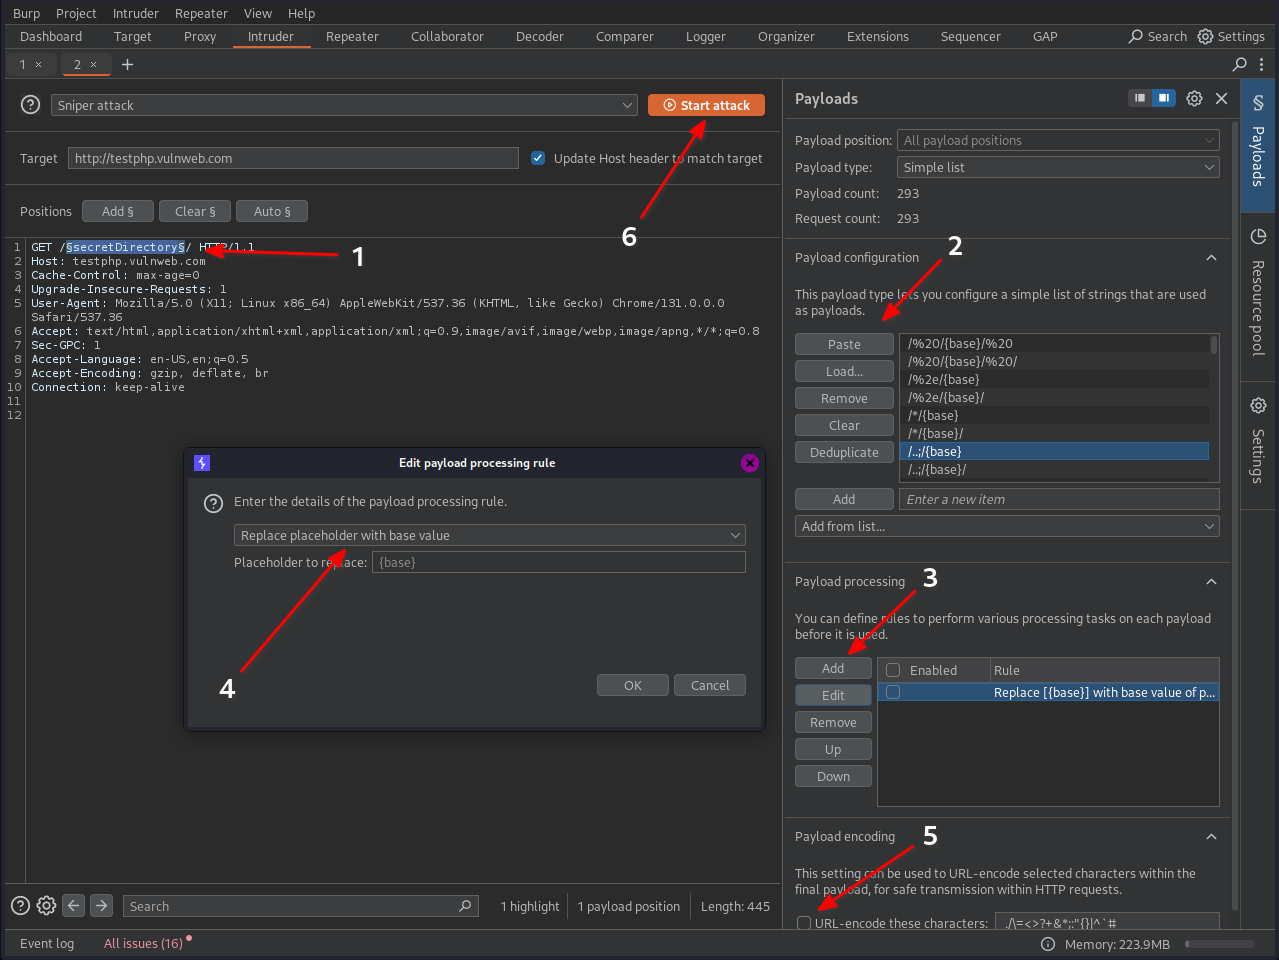 Burp Project Intruder Repeater View Help
Dashboard Target Proxy Intruder Repeater Collaborator Decoder Comparer Logger Organizer Extensions Sequencer GAP Search Settings
1 × 2 × +
Sniper attack Start attack
Target http://testphp.vulnweb.com Update Host header to match target
6
Positions Add § Clear § Auto §
1 GET /§secretDirectory§/ HTTP/1.1
1
2 Host: testphp.vulnweb.com
3 Cache-Control: max-age=0
4 Upgrade-Insecure-Requests: 1
5 User-Agent: Mozilla/5.0 (X11; Linux x86_64) AppleWebKit/537.36 (KHTML, like Gecko) Chrome/131.0.0.0
Safari/537.36
6 Accept: text/html,application/xhtml+xml,application/xml;q=0.9,image/avif,image/webp,image/apng,*/*;q=0.8
7 Sec-GPC: 1
8 Accept-Language: en-US,en;q=0.5
9 Accept-Encoding: gzip, deflate, br
10 Connection: keep-alive
11
12
Edit payload processing rule
Enter the details of the payload processing rule.
Replace placeholder with base value
Placeholder to replace: {base}
4
OK Cancel
Search 1 highlight 1 payload position Length: 445
Payloads
Payload position: All payload positions
Payload type: Simple list
Payload count: 293
Request count: 293
2
Payload configuration
This payload type lets you configure a simple list of strings that are used
as payloads.
Paste /%20/{base}/%20
/%20/{base}/%20/
Load... /%2e/{base}
Remove /%2e/{base}/
/*/{base}
Clear /*/{base}/
Deduplicate /..;/{base}
/..;/{base}/
Add Enter a new item
Add from list...
Payload processing 3
You can define rules to perform various processing tasks on each payload
before it is used.
Add Enabled Rule
Edit Replace [{base}] with base value of p...
Remove
Up
Down
Payload encoding 5
This setting can be used to URL-encode selected characters within the
final payload, for safe transmission within HTTP requests.
URL-encode these characters: ./\=<>?+&*;:"{}|^`#
§ Payloads
Resource pool
Settings
Event log All issues (16) Memory: 223.9MB